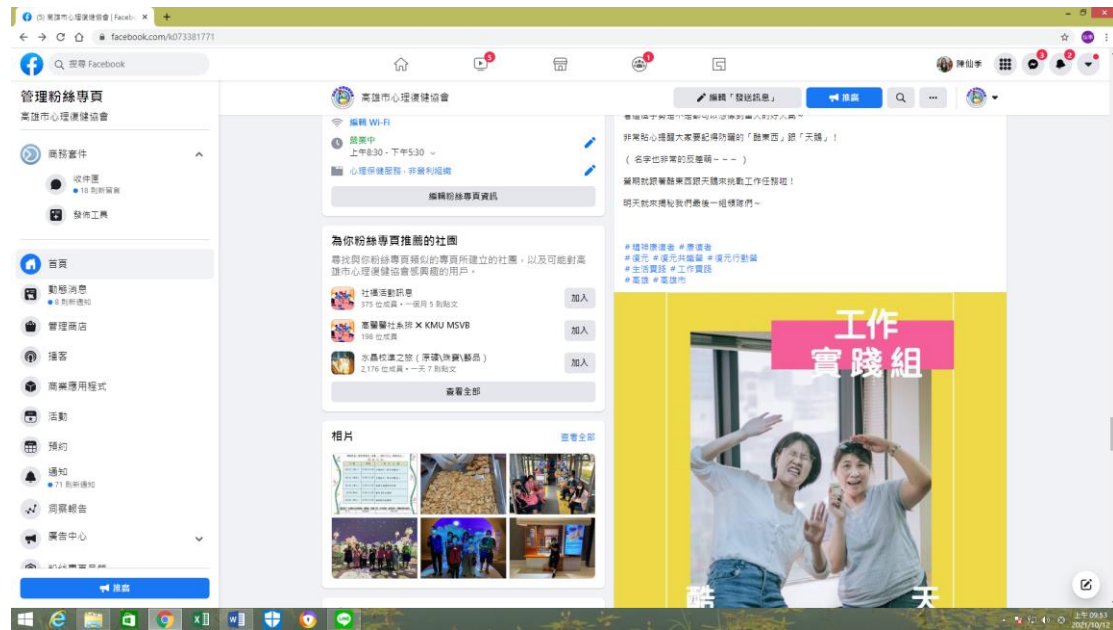 (5) 高雄市心理復健協會 | Facebo
facebook.com/k073381771
搜尋 Facebook
5
1
陳仙季
3
2
管理粉絲專頁
高雄市心理復健協會
商務套件
收件匣
18 則新留言
發佈工具
首頁
動態消息
8 則新通知
管理商店
播客
商業應用程式
活動
預約
通知
71 則新通知
洞察報告
廣告中心
推廣
高雄市心理復健協會
編輯「發送訊息」
推廣
編輯 Wi-Fi
營業中
上午8:30 - 下午5:30
心理保健服務 · 非營利組織
編輯粉絲專頁資訊
為你粉絲專頁推薦的社團
尋找與你粉絲專頁類似的專頁所建立的社團，以及可能對高
雄市心理復健協會感興趣的用戶。
社福活動訊息
375 位成員 · 一個月 5 則貼文
加入
高醫醫社系排 X KMU MSVB
198 位成員
加入
水晶校準之旅（原礦\珠寶\藝品）
2,176 位成員 · 一天 7 則貼文
加入
查看全部
相片
查看全部
非常貼心提醒大家要記得防曬的「酷東西」跟「天鵝」！
（ 名字也非常的反差萌~~~ ）
營期就跟著酷東西跟天鵝來挑戰工作任務啦！
明天就來揭秘我們最後一組領隊們~
#精神康復者 #康復者
#復元 #復元共融營 #復元行動營
#生活實踐 #工作實踐
#高雄 #高雄市
工作
實踐組
酷
天
上午 09:53
2021/10/12